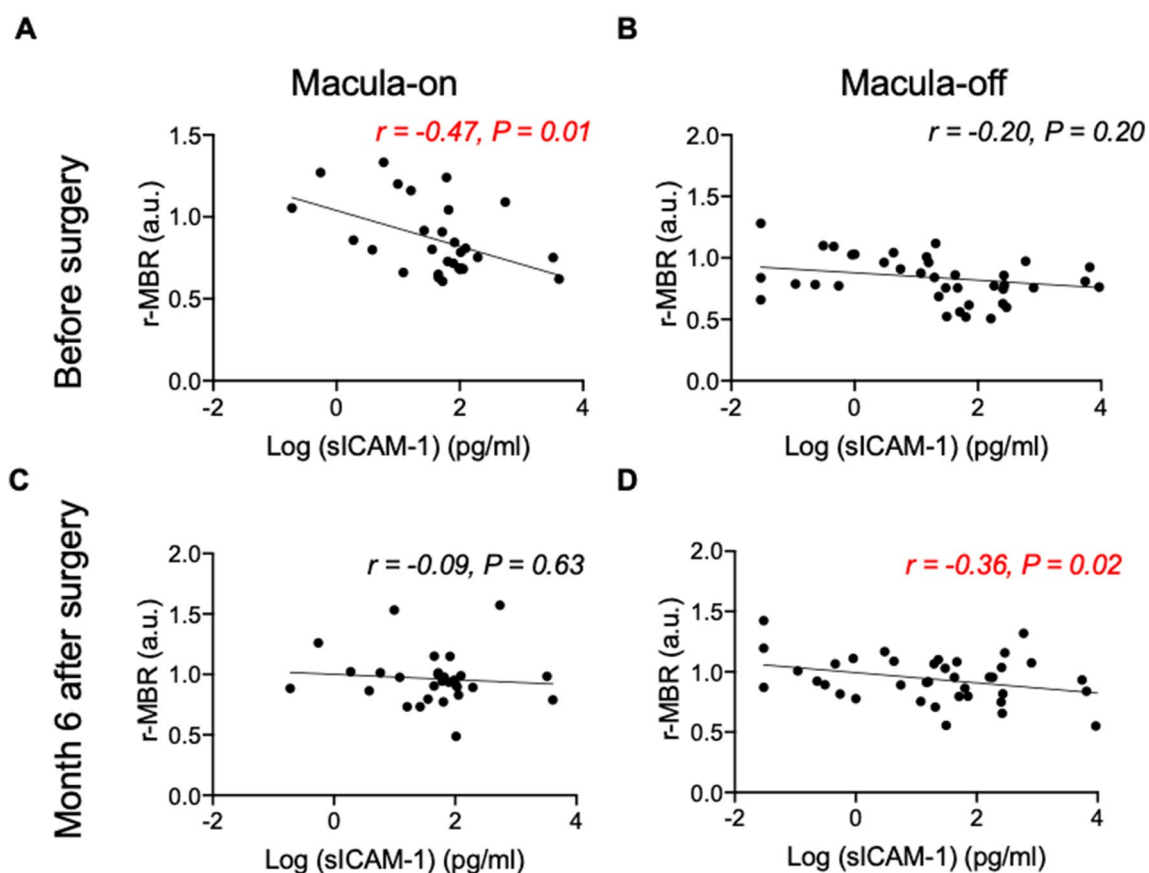 A
B
Macula-on
Macula-off
Before surgery
r = -0.47, P = 0.01
1.5
1.0
0.5
0.0
r-MBR (a.u.)
-2 0 2 4
Log (sICAM-1) (pg/ml)
r = -0.20, P = 0.20
2.0
1.5
1.0
0.5
0.0
r-MBR (a.u.)
-2 0 2 4
Log (sICAM-1) (pg/ml)
C
D
Month 6 after surgery
r = -0.09, P = 0.63
2.0
1.5
1.0
0.5
0.0
r-MBR (a.u.)
-2 0 2 4
Log (sICAM-1) (pg/ml)
r = -0.36, P = 0.02
2.0
1.5
1.0
0.5
0.0
r-MBR (a.u.)
-2 0 2 4
Log (sICAM-1) (pg/ml)